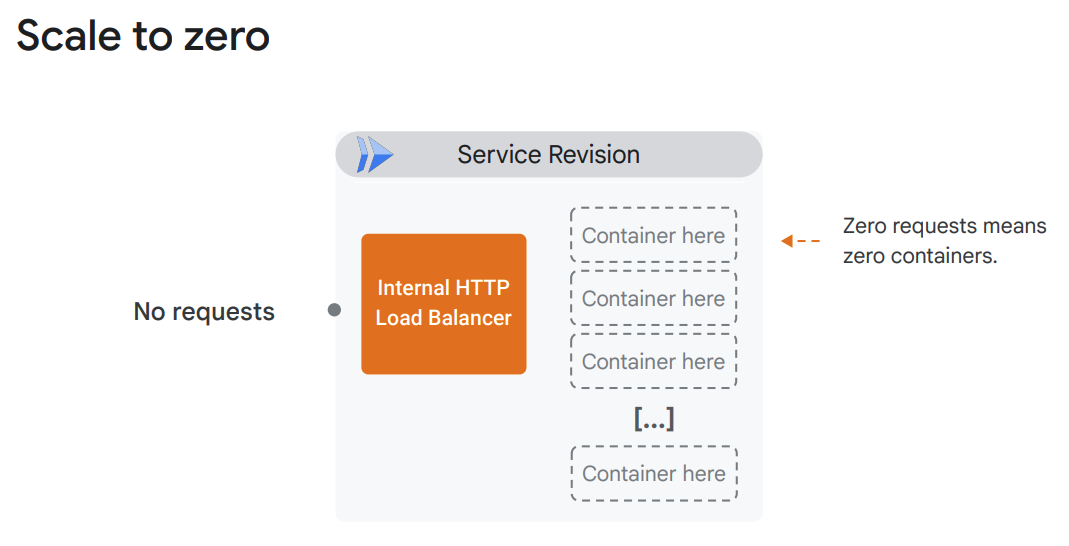 Scale to zero
Service Revision
No requests
Internal HTTP
Load Balancer
Container here
Container here
Container here
[...]
Container here
Zero requests means
zero containers.